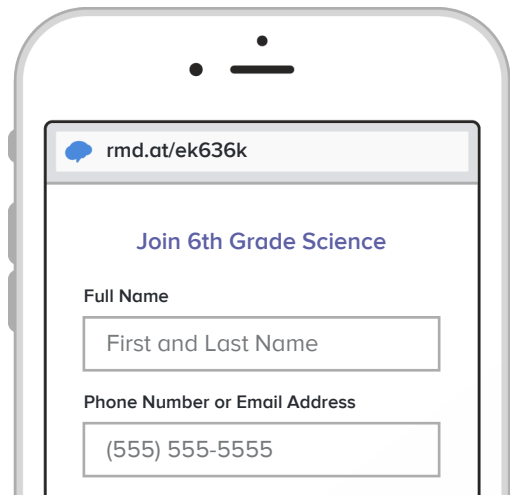 rmd.at/ek636k
Join 6th Grade Science
Full Name
First and Last Name
Phone Number or Email Address
(555) 555-5555